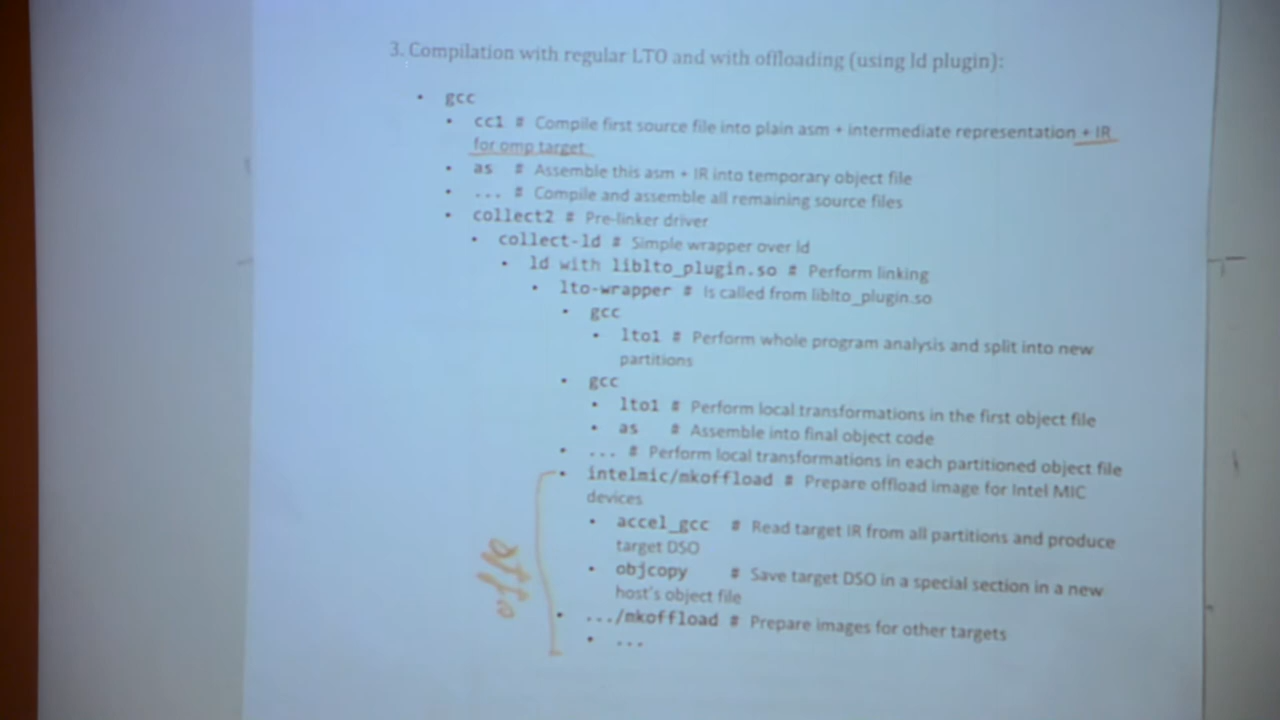 3. Compilation with regular LTO and with offloading (using ld plugin):
• gcc
• cc1 # Compile first source file into plain asm + intermediate representation + IR
for omp target
• as # Assemble this asm + IR into temporary object file
• ... # Compile and assemble all remaining source files
• collect2 # Pre-linker driver
• collect-ld # Simple wrapper over ld
• ld with liblto_plugin.so # Perform linking
• lto-wrapper # Is called from liblto_plugin.so
• gcc
• lto1 # Perform whole program analysis and split into new
partitions
• gcc
• lto1 # Perform local transformations in the first object file
• as # Assemble into final object code
• ... # Perform local transformations in each partitioned object file
• intelmic/mkoffload # Prepare offload image for Intel MIC
devices
• accel_gcc # Read target IR from all partitions and produce
target DSO
• objcopy # Save target DSO in a special section in a new
host's object file
• .../mkoffload # Prepare images for other targets
• ...